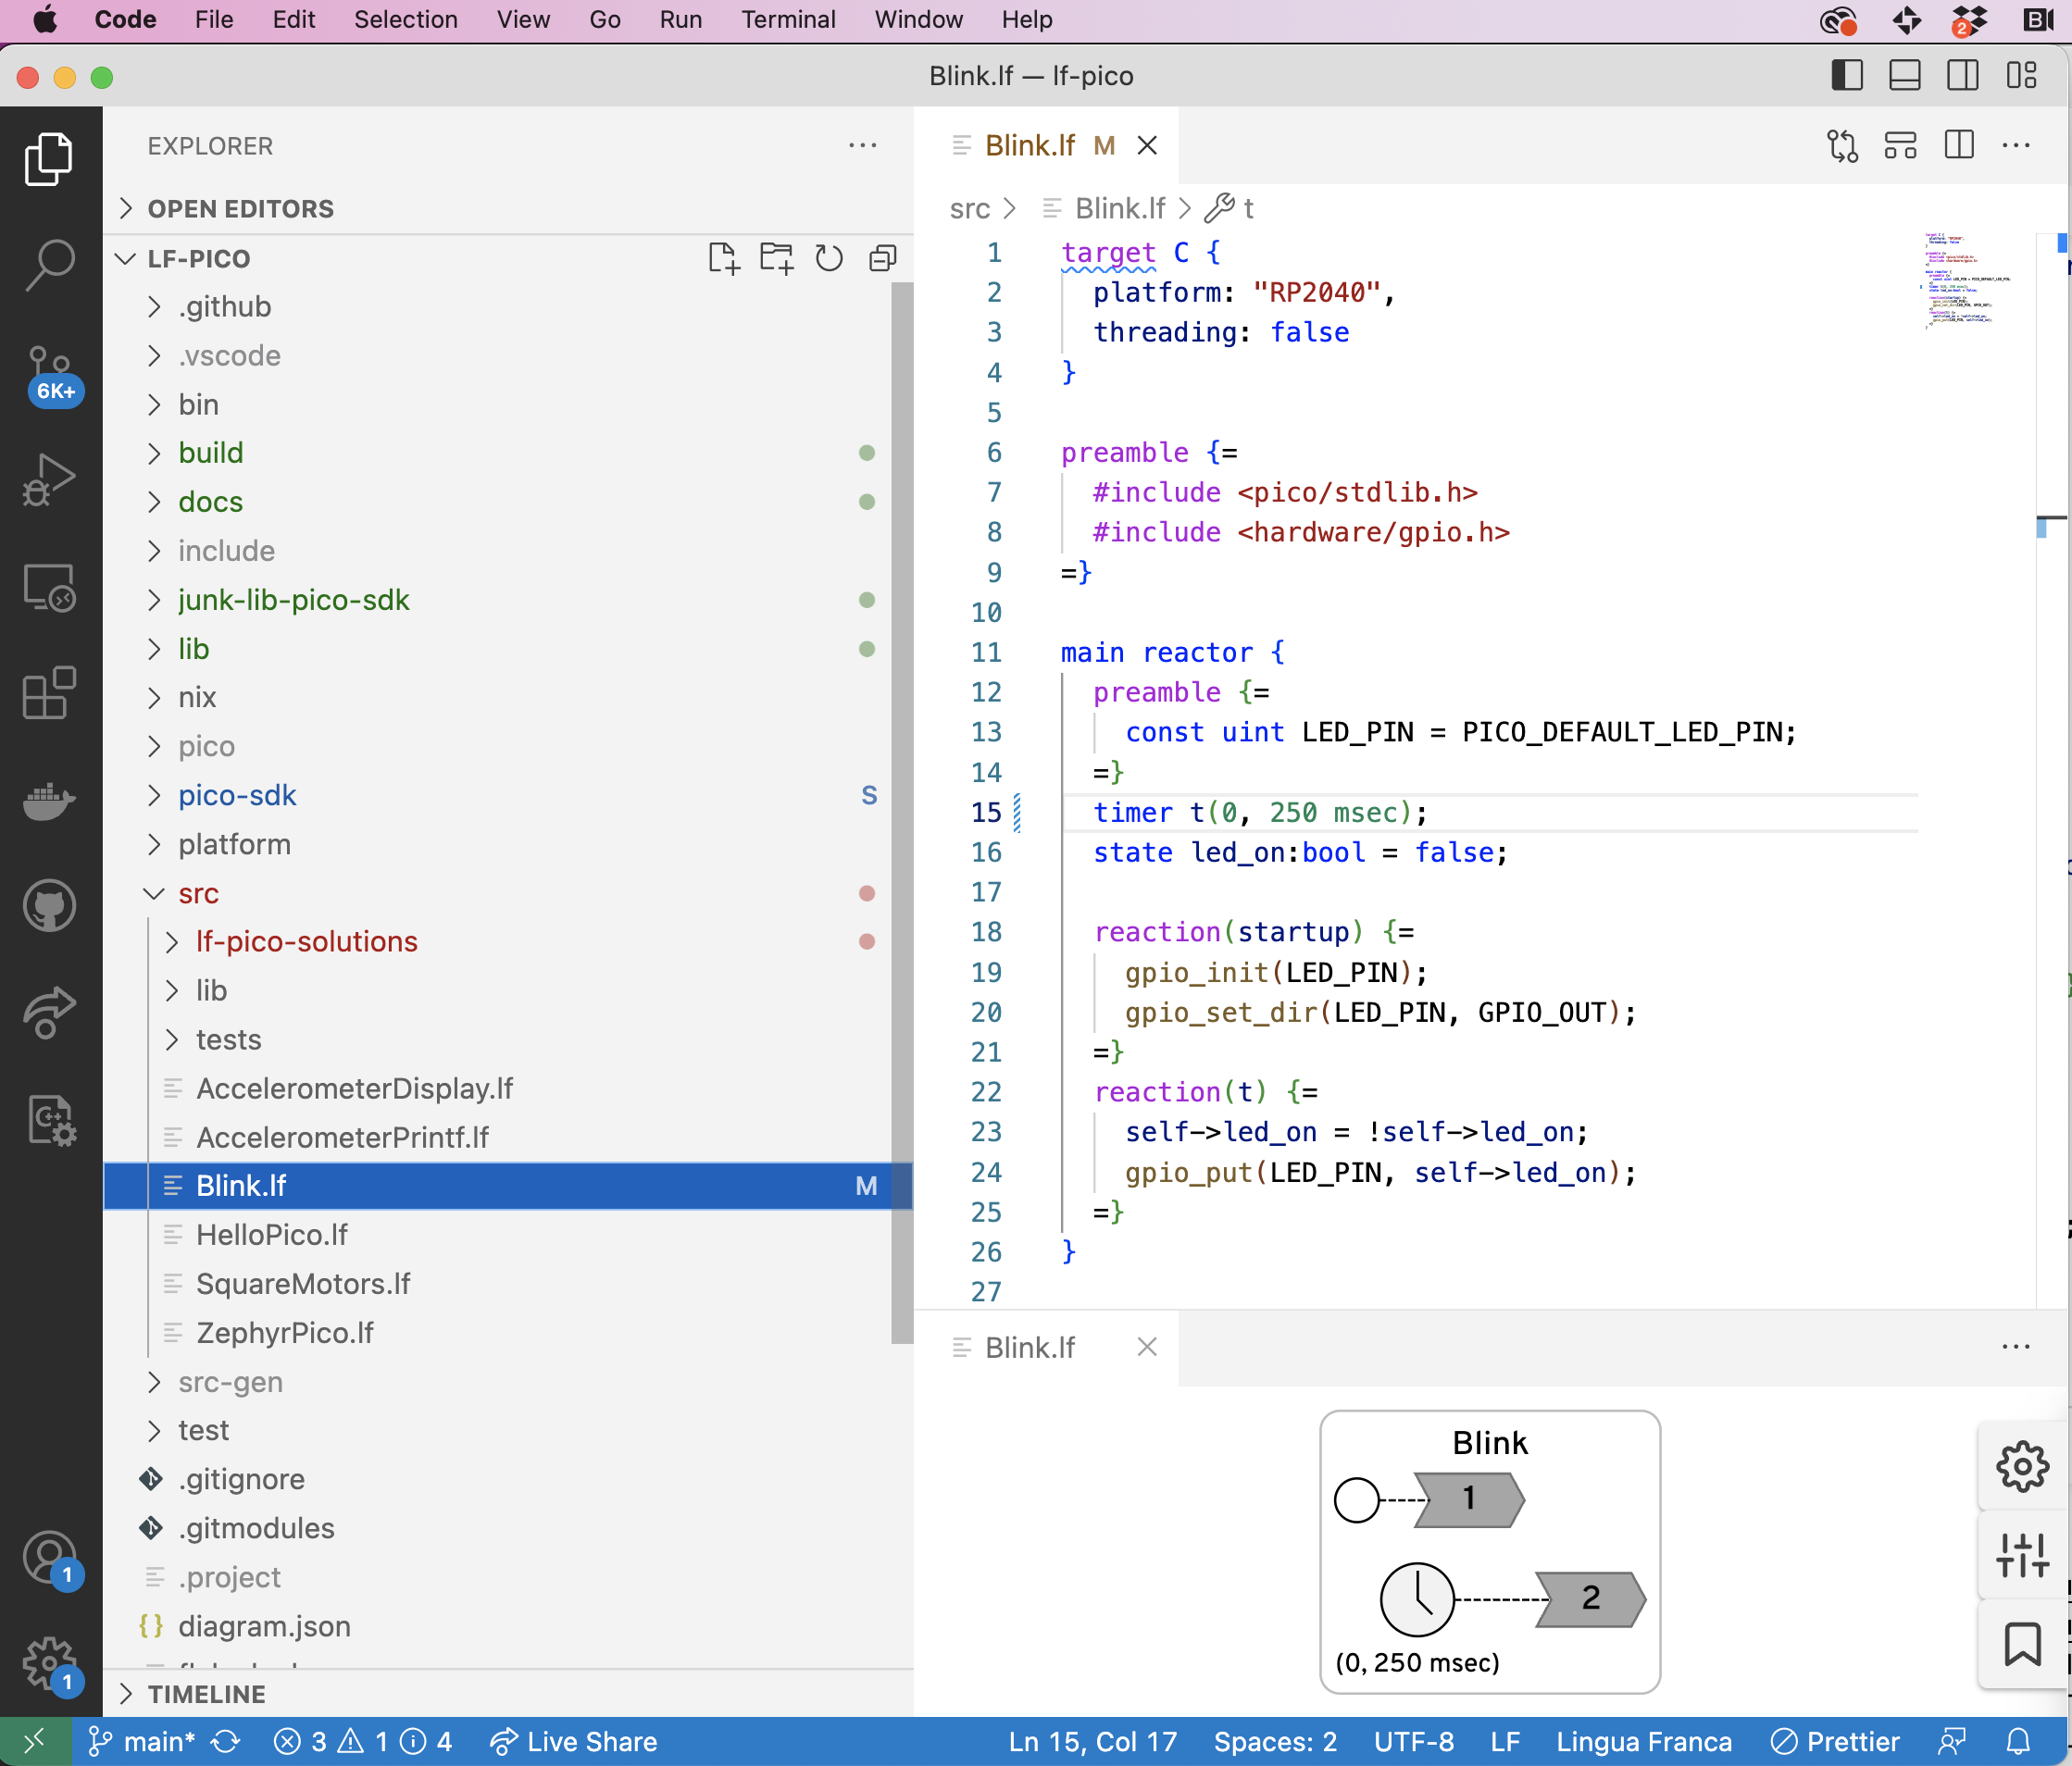 Code File Edit Selection View Go Run Terminal Window Help
2
Blink.lf — lf-pico
EXPLORER
OPEN EDITORS
LF-PICO
.github
.vscode
bin
build
docs
include
junk-lib-pico-sdk
lib
nix
pico
pico-sdk S
platform
src
lf-pico-solutions
lib
tests
AccelerometerDisplay.lf
AccelerometerPrintf.lf
Blink.lf M
HelloPico.lf
SquareMotors.lf
ZephyrPico.lf
src-gen
test
.gitignore
.gitmodules
.project
{} diagram.json
TIMELINE
6K+
1
1
Blink.lf M
src > Blink.lf > t
1 target C {
2 platform: "RP2040",
3 threading: false
4 }
5
6 preamble {=
7 #include <pico/stdlib.h>
8 #include <hardware/gpio.h>
9 =}
10
11 main reactor {
12 preamble {=
13 const uint LED_PIN = PICO_DEFAULT_LED_PIN;
14 =}
15 timer t(0, 250 msec);
16 state led_on:bool = false;
17
18 reaction(startup) {=
19 gpio_init(LED_PIN);
20 gpio_set_dir(LED_PIN, GPIO_OUT);
21 =}
22 reaction(t) {=
23 self->led_on = !self->led_on;
24 gpio_put(LED_PIN, self->led_on);
25 =}
26 }
27
Blink.lf
Blink
1
2
(0, 250 msec)
main* 3 1 4 Live Share Ln 15, Col 17 Spaces: 2 UTF-8 LF Lingua Franca Prettier